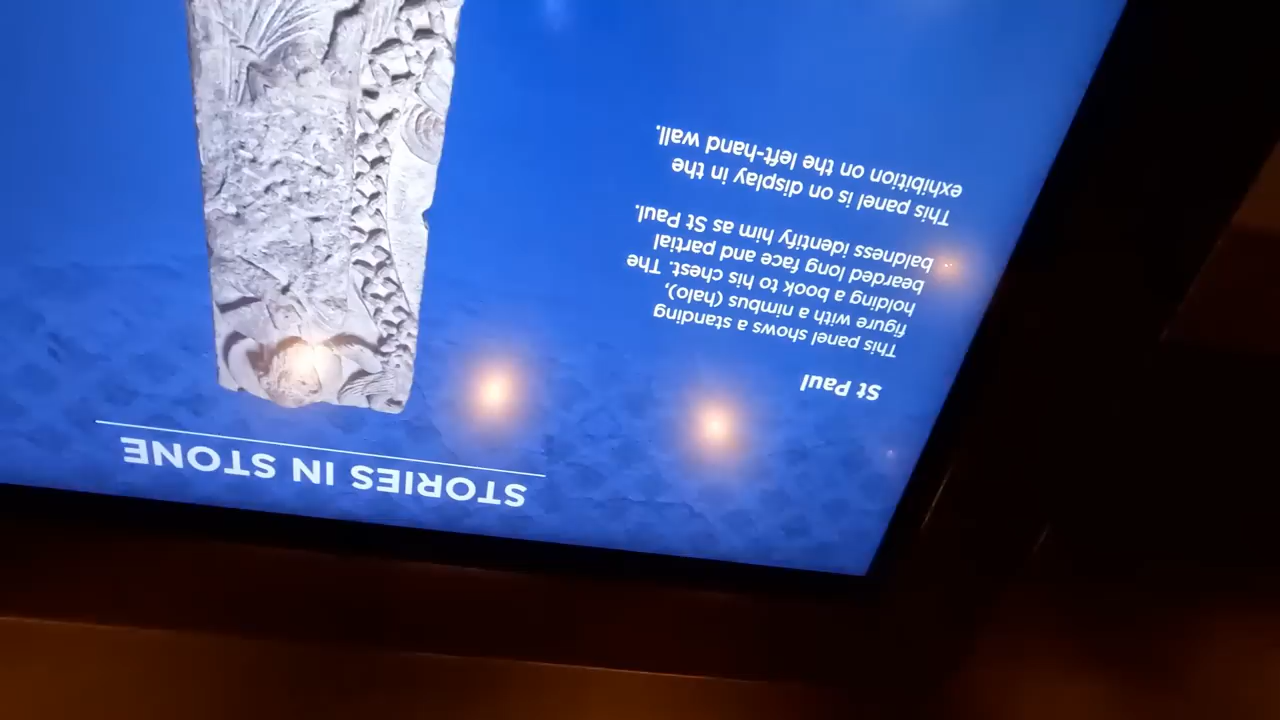 STORIES IN STONE
St Paul
This panel shows a standing
figure with a nimbus (halo),
holding a book to his chest. The
bearded long face and partial
baldness identify him as St Paul.
This panel is on display in the
exhibition on the left-hand wall.